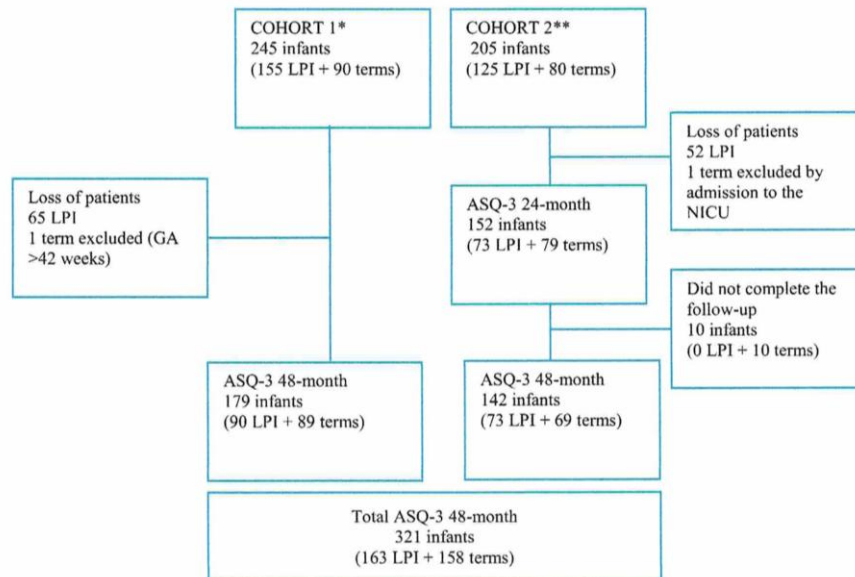 COHORT 1*
245 infants
(155 LPI + 90 terms)
COHORT 2**
205 infants
(125 LPI + 80 terms)
Loss of patients
52 LPI
1 term excluded by
admission to the
NICU
Loss of patients
65 LPI
1 term excluded (GA
>42 weeks)
ASQ-3 24-month
152 infants
(73 LPI + 79 terms)
Did not complete the
follow-up
10 infants
(0 LPI + 10 terms)
ASQ-3 48-month
179 infants
(90 LPI + 89 terms)
ASQ-3 48-month
142 infants
(73 LPI + 69 terms)
Total ASQ-3 48-month
321 infants
(163 LPI + 158 terms)